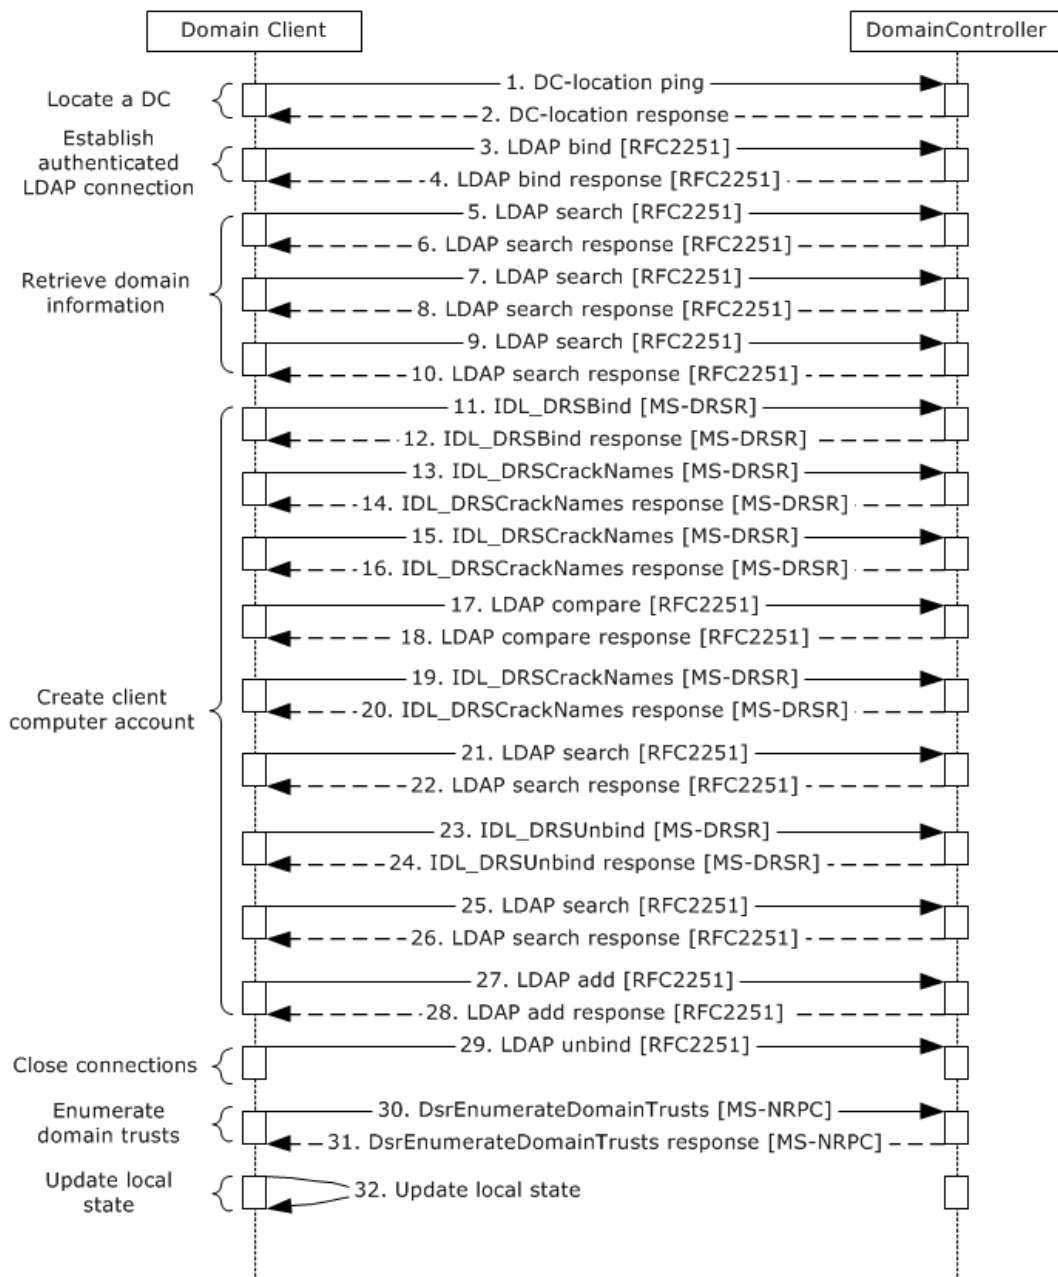 Domain Client
DomainController
Locate a DC
1. DC-location ping
2. DC-location response
Establish
authenticated
LDAP connection
3. LDAP bind [RFC2251]
4. LDAP bind response [RFC2251]
Retrieve domain
information
5. LDAP search [RFC2251]
6. LDAP search response [RFC2251]
7. LDAP search [RFC2251]
8. LDAP search response [RFC2251]
9. LDAP search [RFC2251]
10. LDAP search response [RFC2251]
Create client
computer account
11. IDL_DRSBind [MS-DRSR]
12. IDL_DRSBind response [MS-DRSR]
13. IDL_DRSCrackNames [MS-DRSR]
14. IDL_DRSCrackNames response [MS-DRSR]
15. IDL_DRSCrackNames [MS-DRSR]
16. IDL_DRSCrackNames response [MS-DRSR]
17. LDAP compare [RFC2251]
18. LDAP compare response [RFC2251]
19. IDL_DRSCrackNames [MS-DRSR]
20. IDL_DRSCrackNames response [MS-DRSR]
21. LDAP search [RFC2251]
22. LDAP search response [RFC2251]
23. IDL_DRSUnbind [MS-DRSR]
24. IDL_DRSUnbind response [MS-DRSR]
25. LDAP search [RFC2251]
26. LDAP search response [RFC2251]
27. LDAP add [RFC2251]
28. LDAP add response [RFC2251]
Close connections
29. LDAP unbind [RFC2251]
Enumerate
domain trusts
30. DsrEnumerateDomainTrusts [MS-NRPC]
31. DsrEnumerateDomainTrusts response [MS-NRPC]
Update local
state
32. Update local state